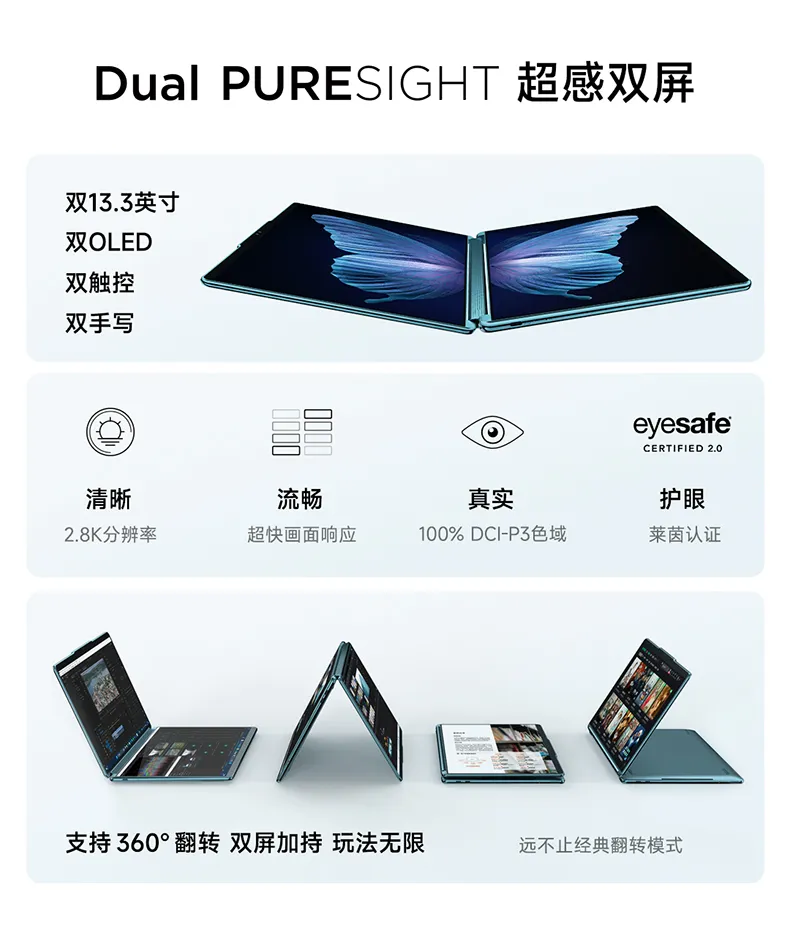 Dual PURESIGHT 超感双屏
双13.3英寸
双OLED
双触控
双手写
eyesafe®
CERTIFIED 2.0
清晰
流畅
真实
护眼
2.8K分辨率
超快画面响应
100% DCI-P3色域
莱茵认证
支持360°翻转 双屏加持 玩法无限
远不止经典翻转模式